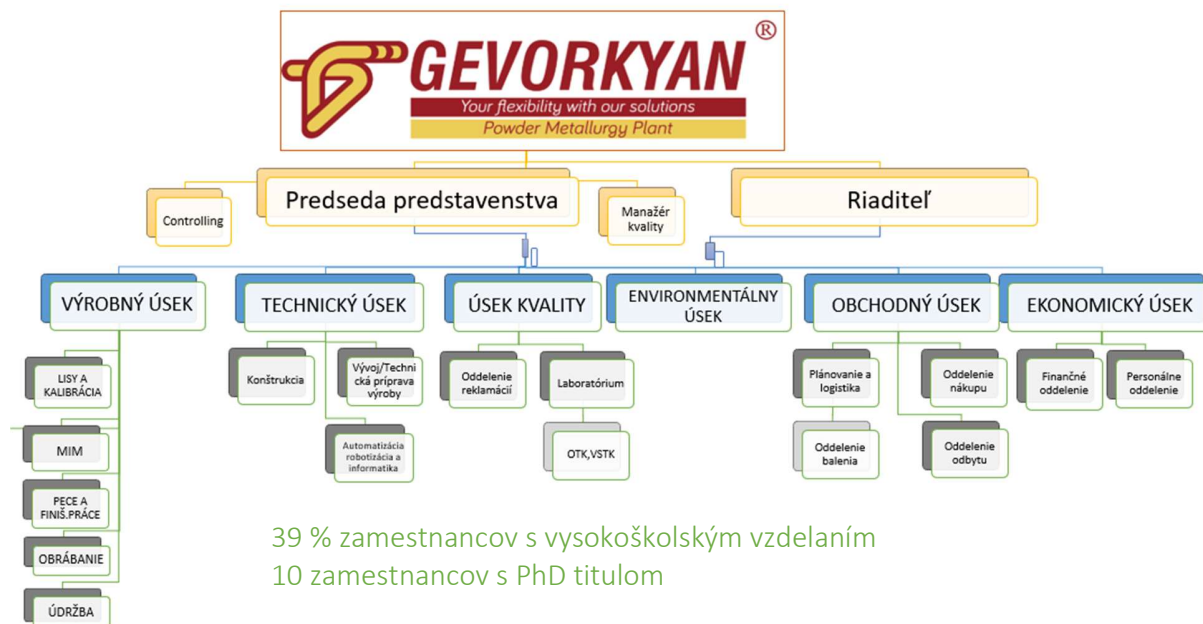 GEVORKYAN®
Your flexibility with our solutions
Powder Metallurgy Plant
Predseda predstavenstva
Riaditeľ
Controlling
Manažér
kvality
VÝROBNÝ ÚSEK
TECHNICKÝ ÚSEK
ÚSEK KVALITY
ENVIRONMENTÁLNY
ÚSEK
OBCHODNÝ ÚSEK
EKONOMICKÝ ÚSEK
LISY A
KALIBRÁCIA
MIM
PECE A
FINIŠ.PRÁCE
OBRÁBANIE
ÚDRŽBA
Konštrukcia
Vývoj/Techni
cká príprava
výroby
Automatizácia
robotizácia a
informatika
Oddelenie
reklamácií
Laboratórium
OTK,VSTK
Plánovanie a
logistika
Oddelenie
nákupu
Oddelenie
balenia
Oddelenie
odbytu
Finančné
oddelenie
Personálne
oddelenie
39 % zamestnancov s vysokoškolským vzdelaním
10 zamestnancov s PhD titulom